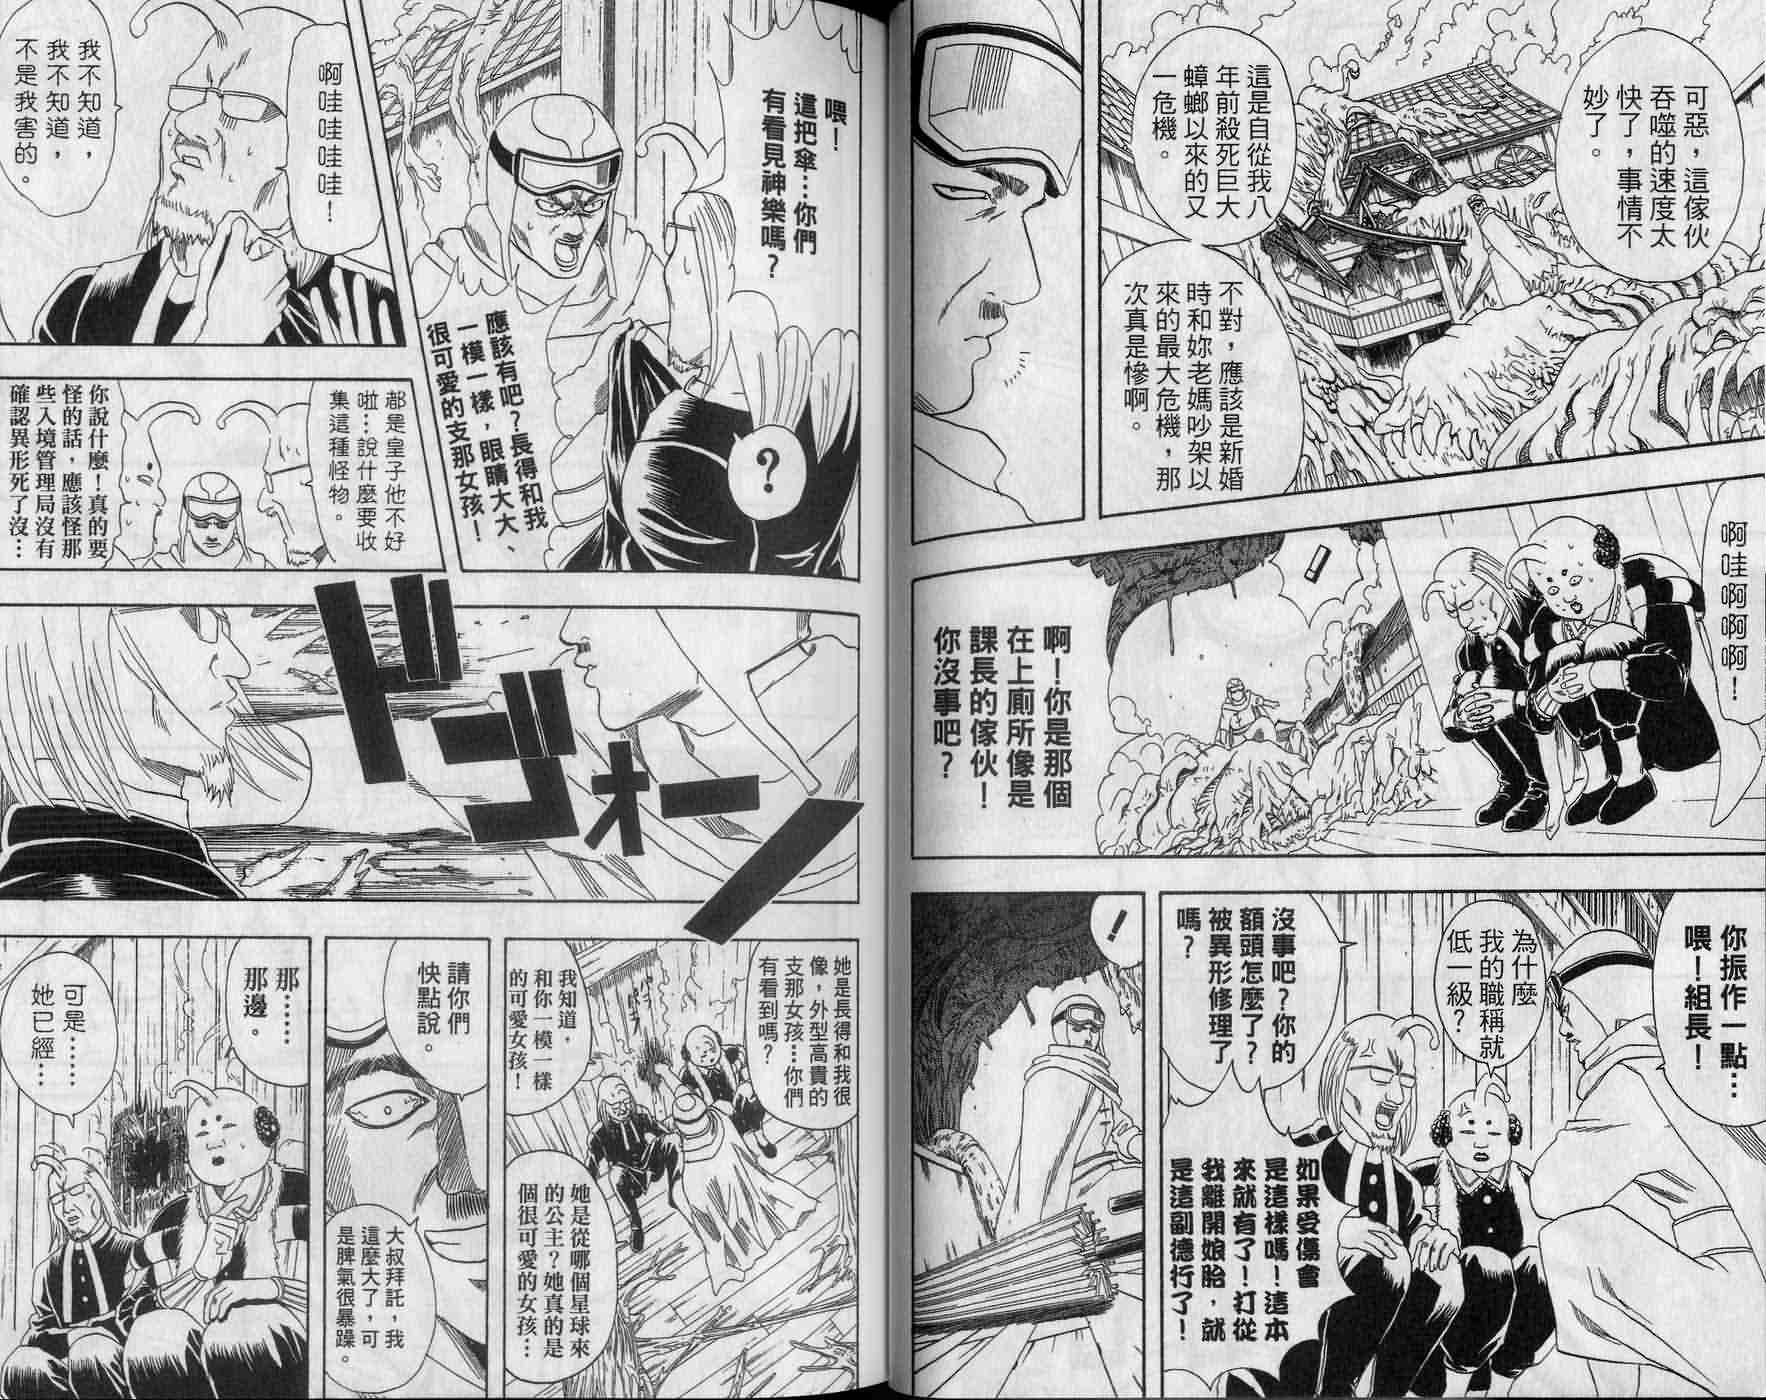 可惡，這傢伙
吞噬的速度太
快了，事情不
妙了。
這是自從我八
年前殺死巨大
蟑螂以來的又
一危機。
不對，應該是新婚
時和妳老媽吵架以
來的最大危機，那
次真是慘啊。
啊哇啊啊啊！
！
啊！你是那個
在上廁所像是
課長的傢伙！
你沒事吧？
你振作一點…
喂！組長！
為什麼
我的職稱就
低一級？
沒事吧？你的
額頭怎麼了？
被異形修理了
嗎？
如果受傷會
是這樣嗎！這本
來就有了！打從
我離開娘胎，就
是這副德行了！
！
喂！
這把傘…你們
有看見神樂嗎？
？
應該有吧？長得和我
一模一樣，眼睛大大、
很可愛的支那女孩！
啊哇哇哇哇！
我不知道，
我不知道，
不是我害的。
都是皇子他不好
啦…說什麼要收
集這種怪物。
你說什麼！真的要
怪的話，應該怪那
些入境管理局沒有
確認異形死了沒…
ドゴォーン
她是長得和我很
像，外型高貴的
支那女孩…你們
有看到嗎？
我知道，
和你一模一樣
的可愛女孩！
她是從哪個星球來
的公主？她真的是
個很可愛的女孩…
請你們
快點說。
大叔拜託，我
這麼大了，可
是脾氣很暴躁。
那……
那邊。
可是……
她已經…